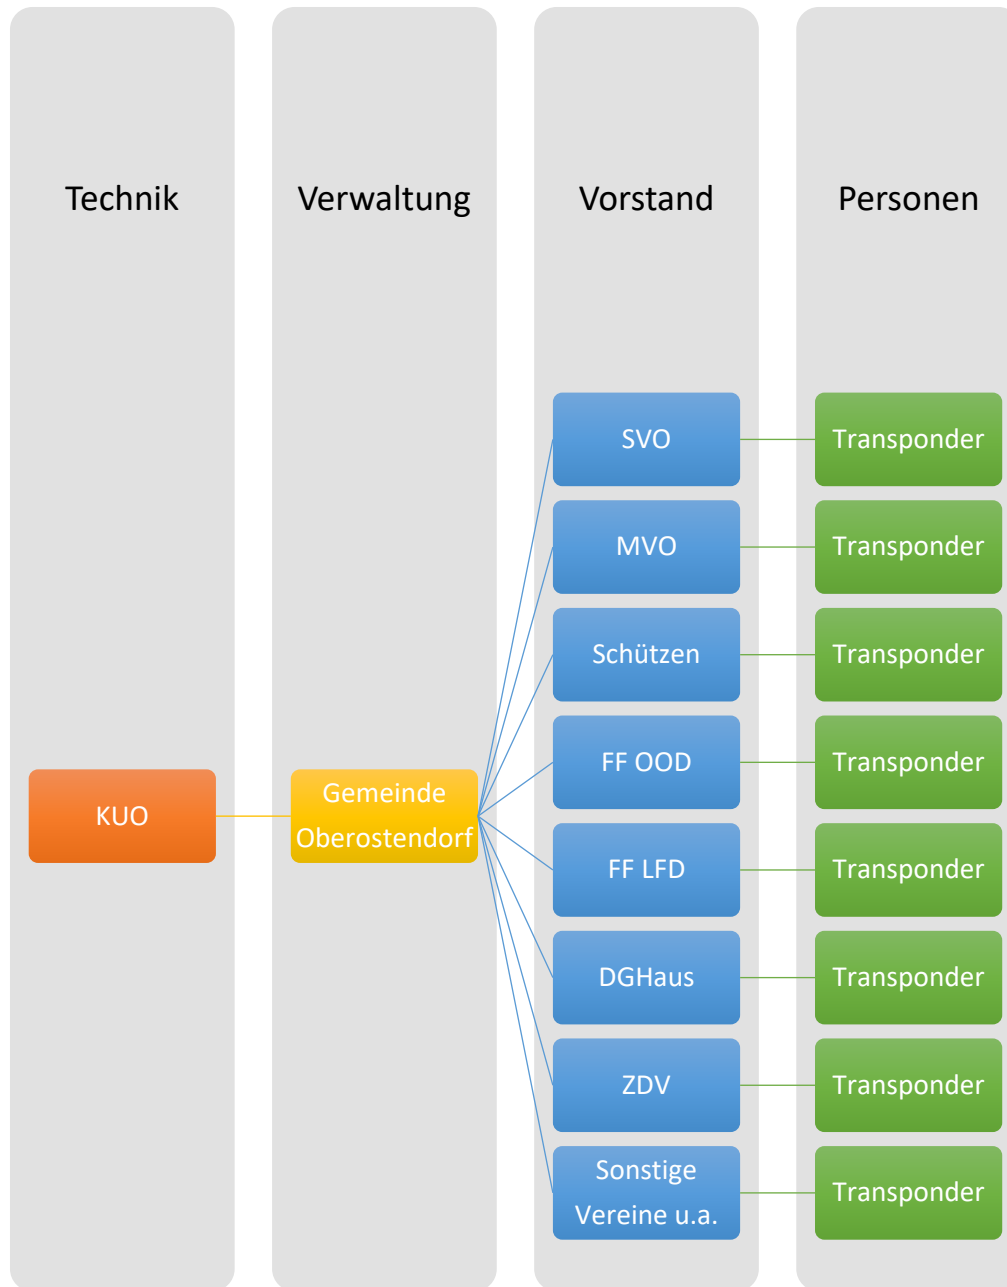 Technik
Verwaltung
Vorstand
Personen
KUO
Gemeinde
Oberostendorf
SVO
Transponder
MVO
Transponder
Schützen
Transponder
FF OOD
Transponder
FF LFD
Transponder
DGHaus
Transponder
ZDV
Transponder
Sonstige
Vereine u.a.
Transponder